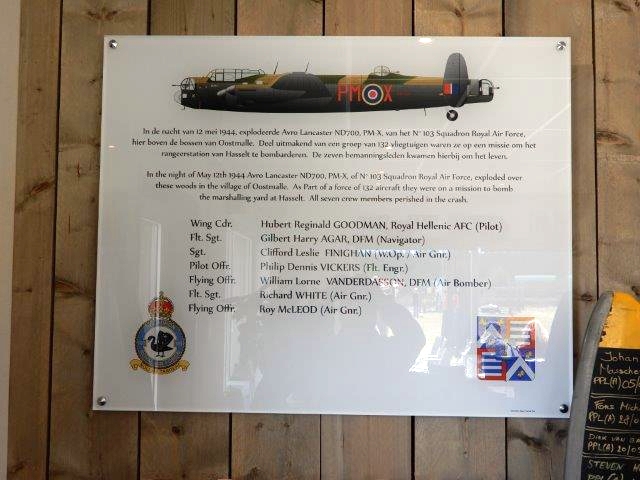 PM X
In de nacht van 12 mei 1944, explodeerde Avro Lancaster ND700, PM-X, van het N° 103 Squadron Royal Air Force,
hier boven de bossen van Oostmalle. Deel uitmakend van een groep van 132 vliegtuigen waren ze op een missie om het
rangeerstation van Hasselt te bombarderen. De zeven bemanningsleden kwamen hierbij om het leven.
In the night of May 12th 1944 Avro Lancaster ND700, PM-X, of N° 103 Squadron Royal Air Force, exploded over
these woods in the village of Oostmalle. As Part of a force of 132 aircraft they were on a mission to bomb
the marshalling yard at Hasselt. All seven crew members perished in the crash.
Wing Cdr. Hubert Reginald GOODMAN, Royal Hellenic AFC (Pilot)
Flt. Sgt. Gilbert Harry AGAR, DFM (Navigator)
Sgt. Clifford Leslie FINIGHAN (W.Op. / Air Gnr.)
Pilot Offr. Philip Dennis VICKERS (Flt. Engr.)
Flying Offr. William Lorne VANDERDASSON, DFM (Air Bomber)
Flt. Sgt. Richard WHITE (Air Gnr.)
Flying Offr. Roy McLEOD (Air Gnr.)
Johan
PPL(A)
PPL(A)
Dirk van
PPL(A)
Steven